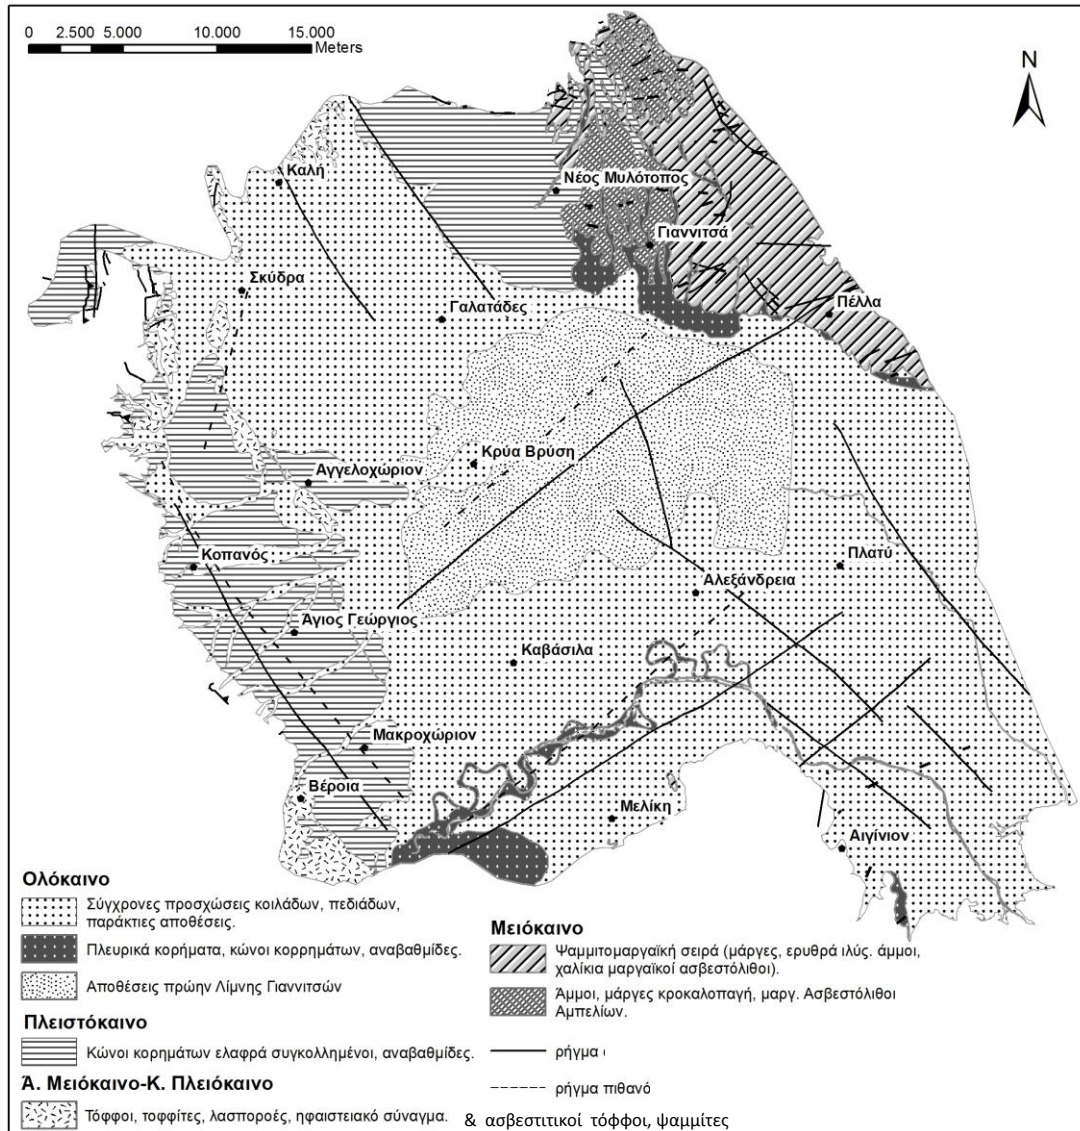 0 2.500 5.000 10.000 15.000
Meters
N
Καλή
Νέος Μυλότοπος
Γιαννιτσά
Σκύδρα
Γαλατάδες
Πέλλα
Κρύα Βρύση
Αγγελοχώριον
Κοπανός
Πλατύ
Αλεξάνδρεια
Άγιος Γεώργιος
Καβάσιλα
Μακροχώριον
Βέροια
Μελίκη
Αιγίνιον
Ολόκαινο
Σύγχρονες προσχώσεις κοιλάδων, πεδιάδων,
παράκτιες αποθέσεις.
Πλευρικά κορήματα, κώνοι κορρημάτων, αναβαθμίδες.
Αποθέσεις πρώην Λίμνης Γιαννιτσών
Πλειστόκαινο
Κώνοι κορημάτων ελαφρά συγκολλημένοι, αναβαθμίδες.
Ά. Μειόκαινο-Κ. Πλειόκαινο
Τόφφοι, τοφφίτες, λασποροές, ηφαιστειακό σύναγμα. & ασβεστιτικοί τόφφοι, ψαμμίτες
Μειόκαινο
Ψαμμιτομαργαϊκή σειρά (μάργες, ερυθρά ιλύς. άμμοι,
χαλίκια μαργαϊκοί ασβεστόλιθοι).
Άμμοι, μάργες κροκαλοπαγή, μαργ. Ασβεστόλιθοι
Αμπελίων.
ρήγμα
ρήγμα πιθανό